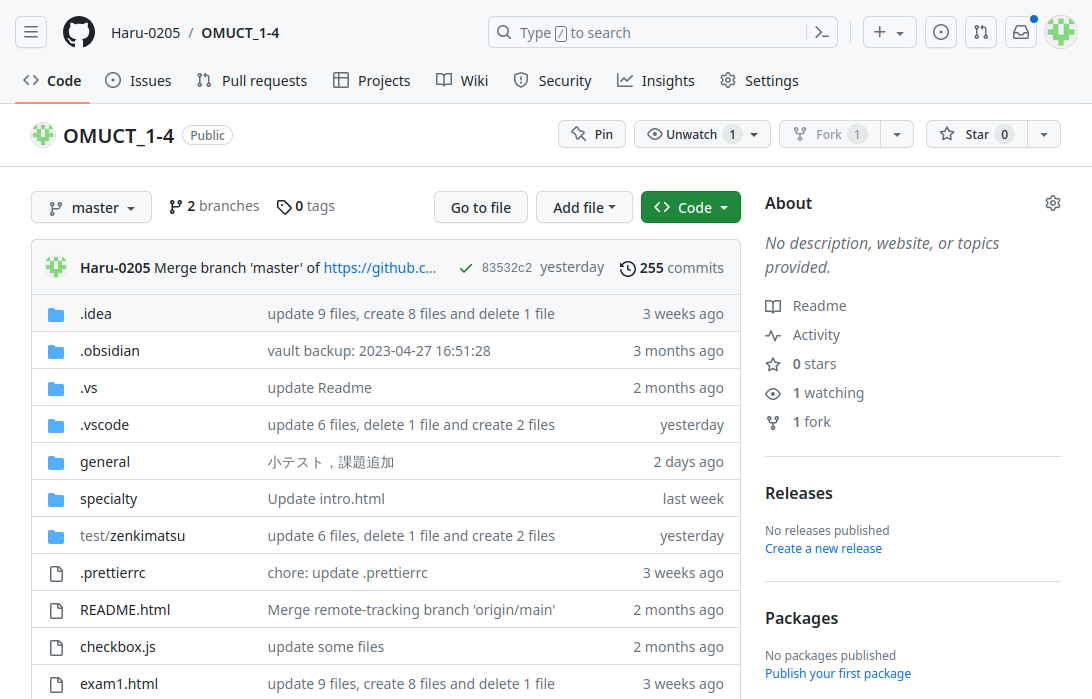 Haru-0205 / OMUCT_1-4 Type / to search
Code Issues Pull requests Projects Wiki Security Insights Settings
OMUCT_1-4 Public Pin Unwatch 1 Fork 1 Star 0
master 2 branches 0 tags Go to file Add file Code
Haru-0205 Merge branch 'master' of https://github.c... 83532c2 yesterday 255 commits
.idea update 9 files, create 8 files and delete 1 file 3 weeks ago
.obsidian vault backup: 2023-04-27 16:51:28 3 months ago
.vs update Readme 2 months ago
.vscode update 6 files, delete 1 file and create 2 files yesterday
general 小テスト，課題追加 2 days ago
specialty Update intro.html last week
test/zenkimatsu update 6 files, delete 1 file and create 2 files yesterday
.prettierrc chore: update .prettierrc 3 weeks ago
README.html Merge remote-tracking branch 'origin/main' 2 months ago
checkbox.js update some files 2 months ago
exam1.html update 9 files, create 8 files and delete 1 file 3 weeks ago
About
No description, website, or topics
provided.
Readme
Activity
0 stars
1 watching
1 fork
Releases
No releases published
Create a new release
Packages
No packages published
Publish your first package